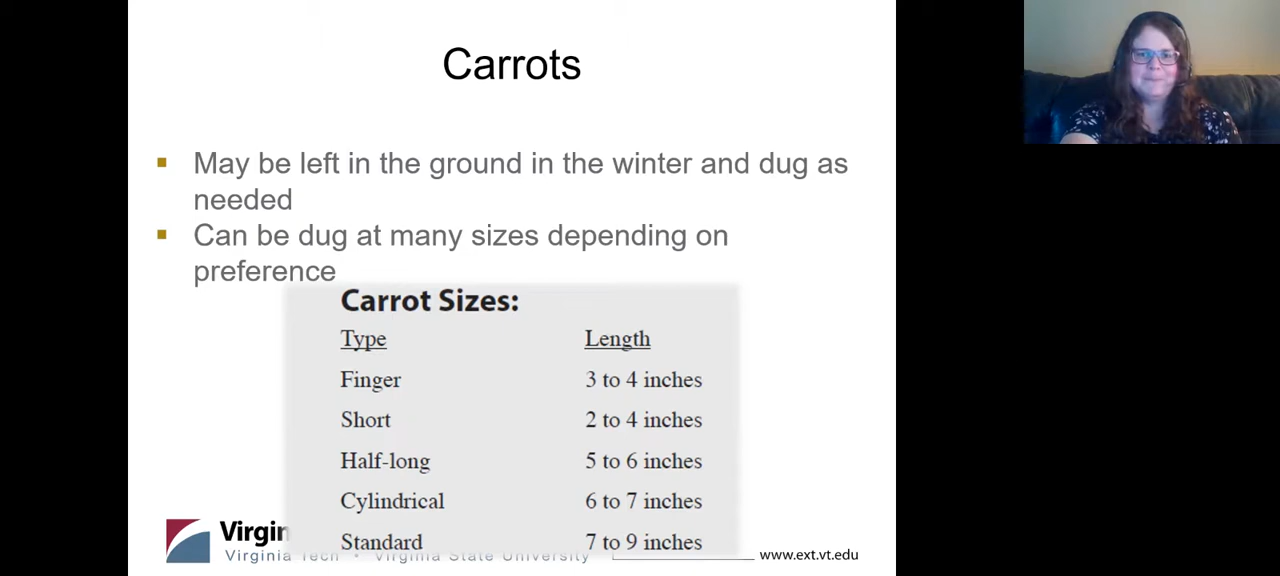 Carrots
▪ May be left in the ground in the winter and dug as
needed
▪ Can be dug at many sizes depending on
preference
Carrot Sizes:
Type Length
Finger 3 to 4 inches
Short 2 to 4 inches
Half-long 5 to 6 inches
Cylindrical 6 to 7 inches
Standard 7 to 9 inches
Virgin
Virginia Tech • Virginia State University
www.ext.vt.edu